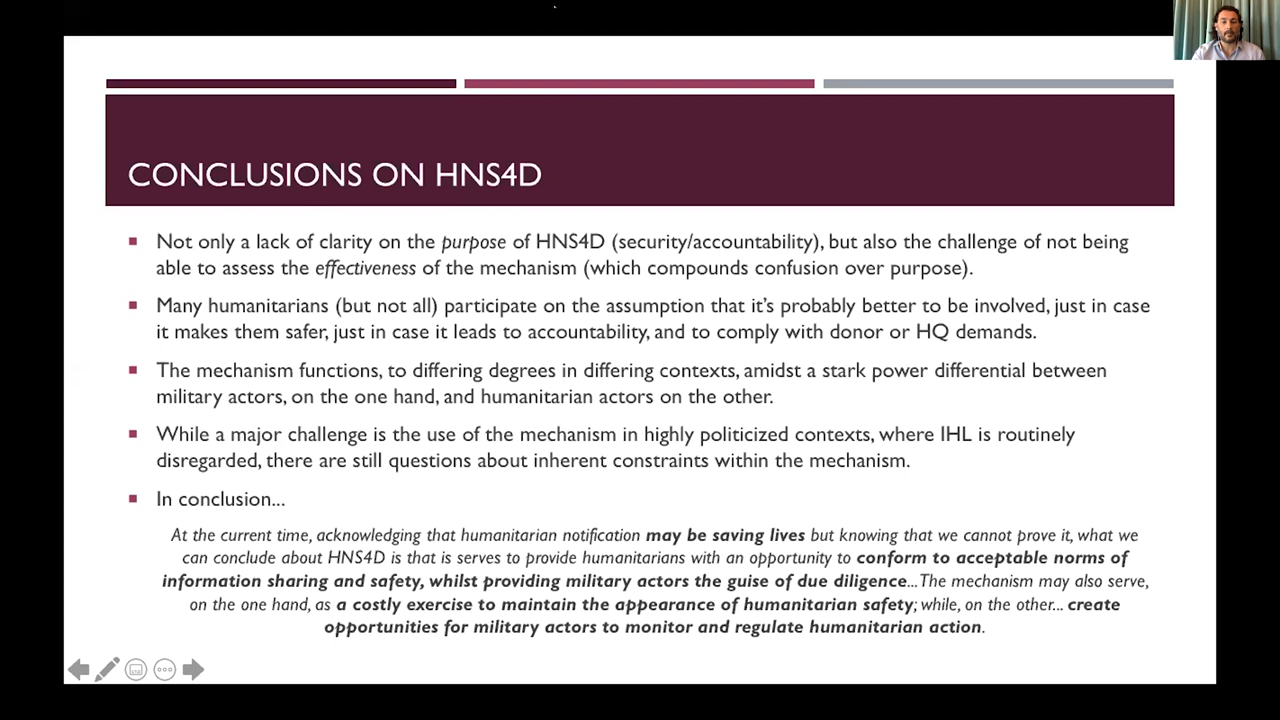 CONCLUSIONS ON HNS4D
Not only a lack of clarity on the purpose of HNS4D (security/accountability), but also the challenge of not being
able to assess the effectiveness of the mechanism (which compounds confusion over purpose).
Many humanitarians (but not all) participate on the assumption that it's probably better to be involved, just in case
it makes them safer, just in case it leads to accountability, and to comply with donor or HQ demands.
The mechanism functions, to differing degrees in differing contexts, amidst a stark power differential between
military actors, on the one hand, and humanitarian actors on the other.
While a major challenge is the use of the mechanism in highly politicized contexts, where IHL is routinely
disregarded, there are still questions about inherent constraints within the mechanism.
In conclusion...
At the current time, acknowledging that humanitarian notification may be saving lives but knowing that we cannot prove it, what we
can conclude about HNS4D is that is serves to provide humanitarians with an opportunity to conform to acceptable norms of
information sharing and safety, whilst providing military actors the guise of due diligence...The mechanism may also serve,
on the one hand, as a costly exercise to maintain the appearance of humanitarian safety; while, on the other... create
opportunities for military actors to monitor and regulate humanitarian action.